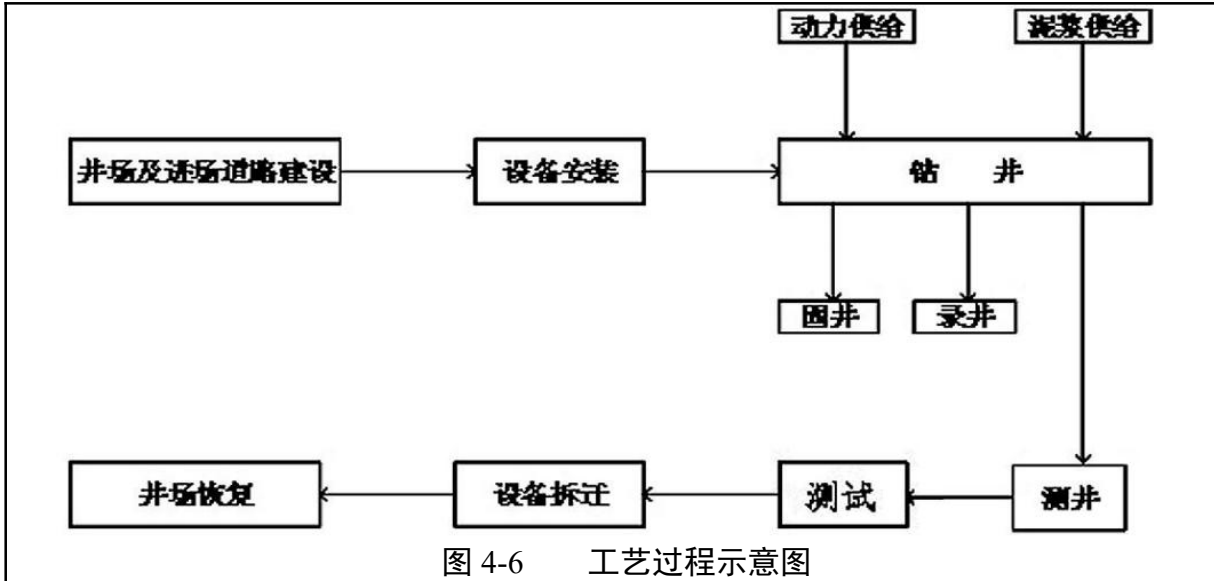 动力供给 泥浆供给
井场及进场道路建设 设备安装 钻 井
固井 录井
井场恢复 设备拆迁 测试 测井
图 4-6 工艺过程示意图